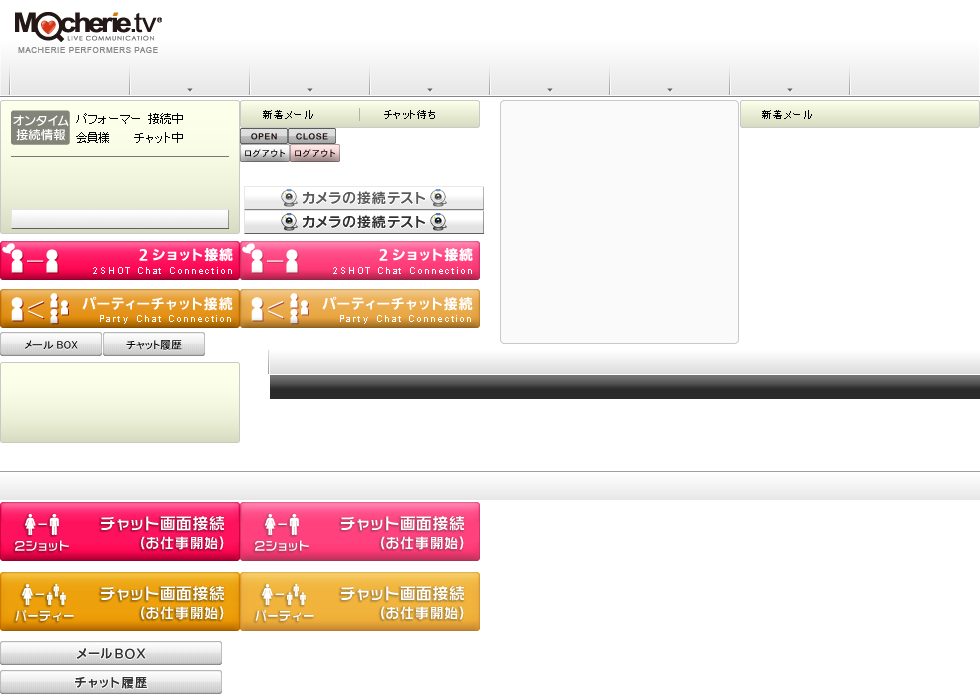 Macherie.tv
LIVE COMMUNICATION
MACHERIE PERFORMERS PAGE
オンタイム
接続情報
パフォーマー 接続中
会員様 チャット中
新着メール
チャット待ち
新着メール
OPEN
CLOSE
ログアウト
ログアウト
カメラの接続テスト
カメラの接続テスト
2ショット接続
2SHOT Chat Connection
2ショット接続
2SHOT Chat Connection
パーティーチャット接続
Party Chat Connection
パーティーチャット接続
Party Chat Connection
メールBOX
チャット履歴
2ショット
チャット画面接続
(お仕事開始)
2ショット
チャット画面接続
(お仕事開始)
パーティー
チャット画面接続
(お仕事開始)
パーティー
チャット画面接続
(お仕事開始)
メールBOX
チャット履歴